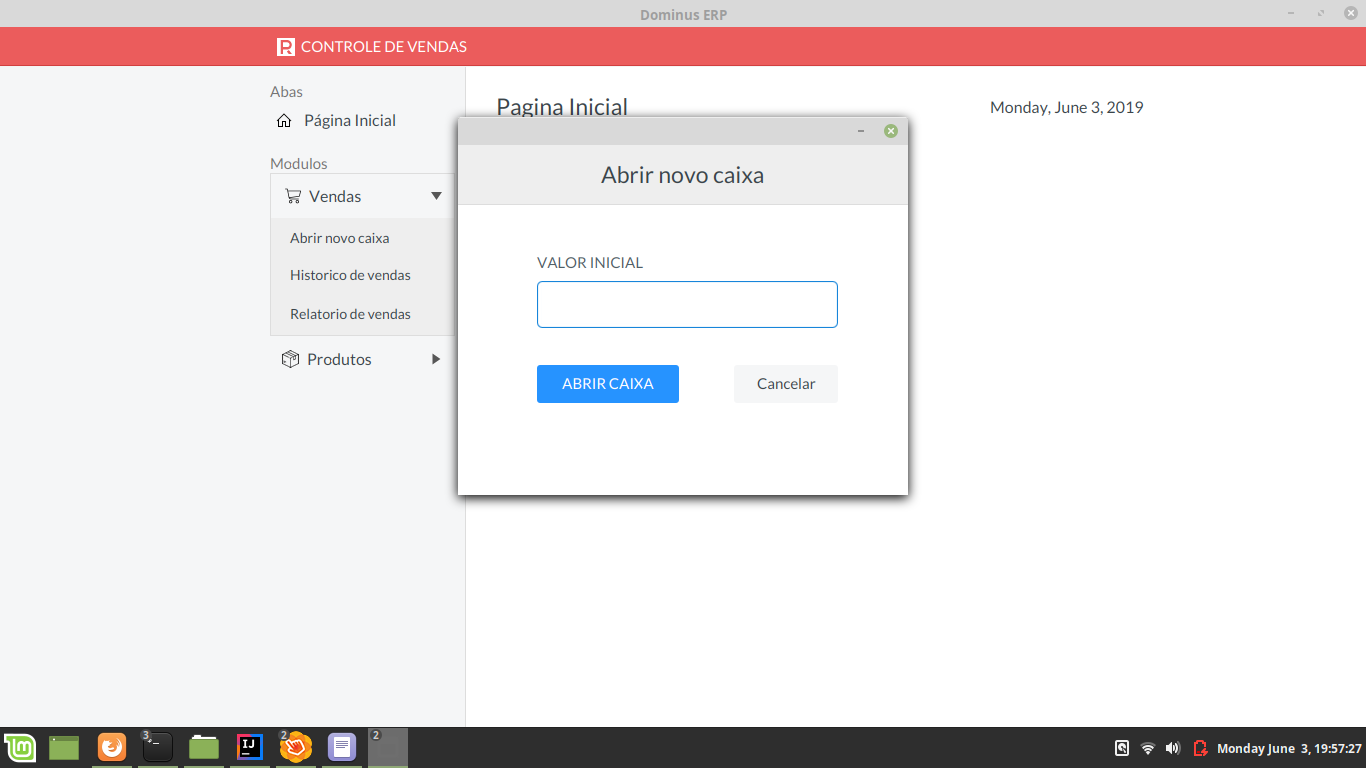 Dominus ERP
R CONTROLE DE VENDAS
Abas
Página Inicial
Modulos
Vendas
Abrir novo caixa
Historico de vendas
Relatorio de vendas
Produtos
Pagina Inicial
Monday, June 3, 2019
Abrir novo caixa
VALOR INICIAL
ABRIR CAIXA
Cancelar
3
IJ
2
2
Monday June 3, 19:57:27